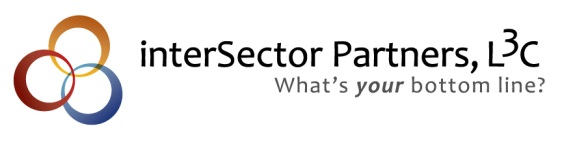 interSector Partners, L3C
What's your bottom line?